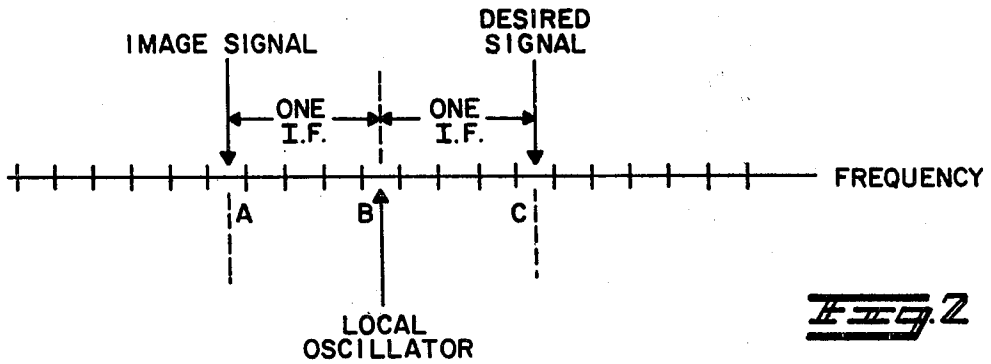 IMAGE SIGNAL
DESIRED
SIGNAL
ONE
I.F.
ONE
I.F.
FREQUENCY
A
B
C
LOCAL
OSCILLATOR
Fig. 2